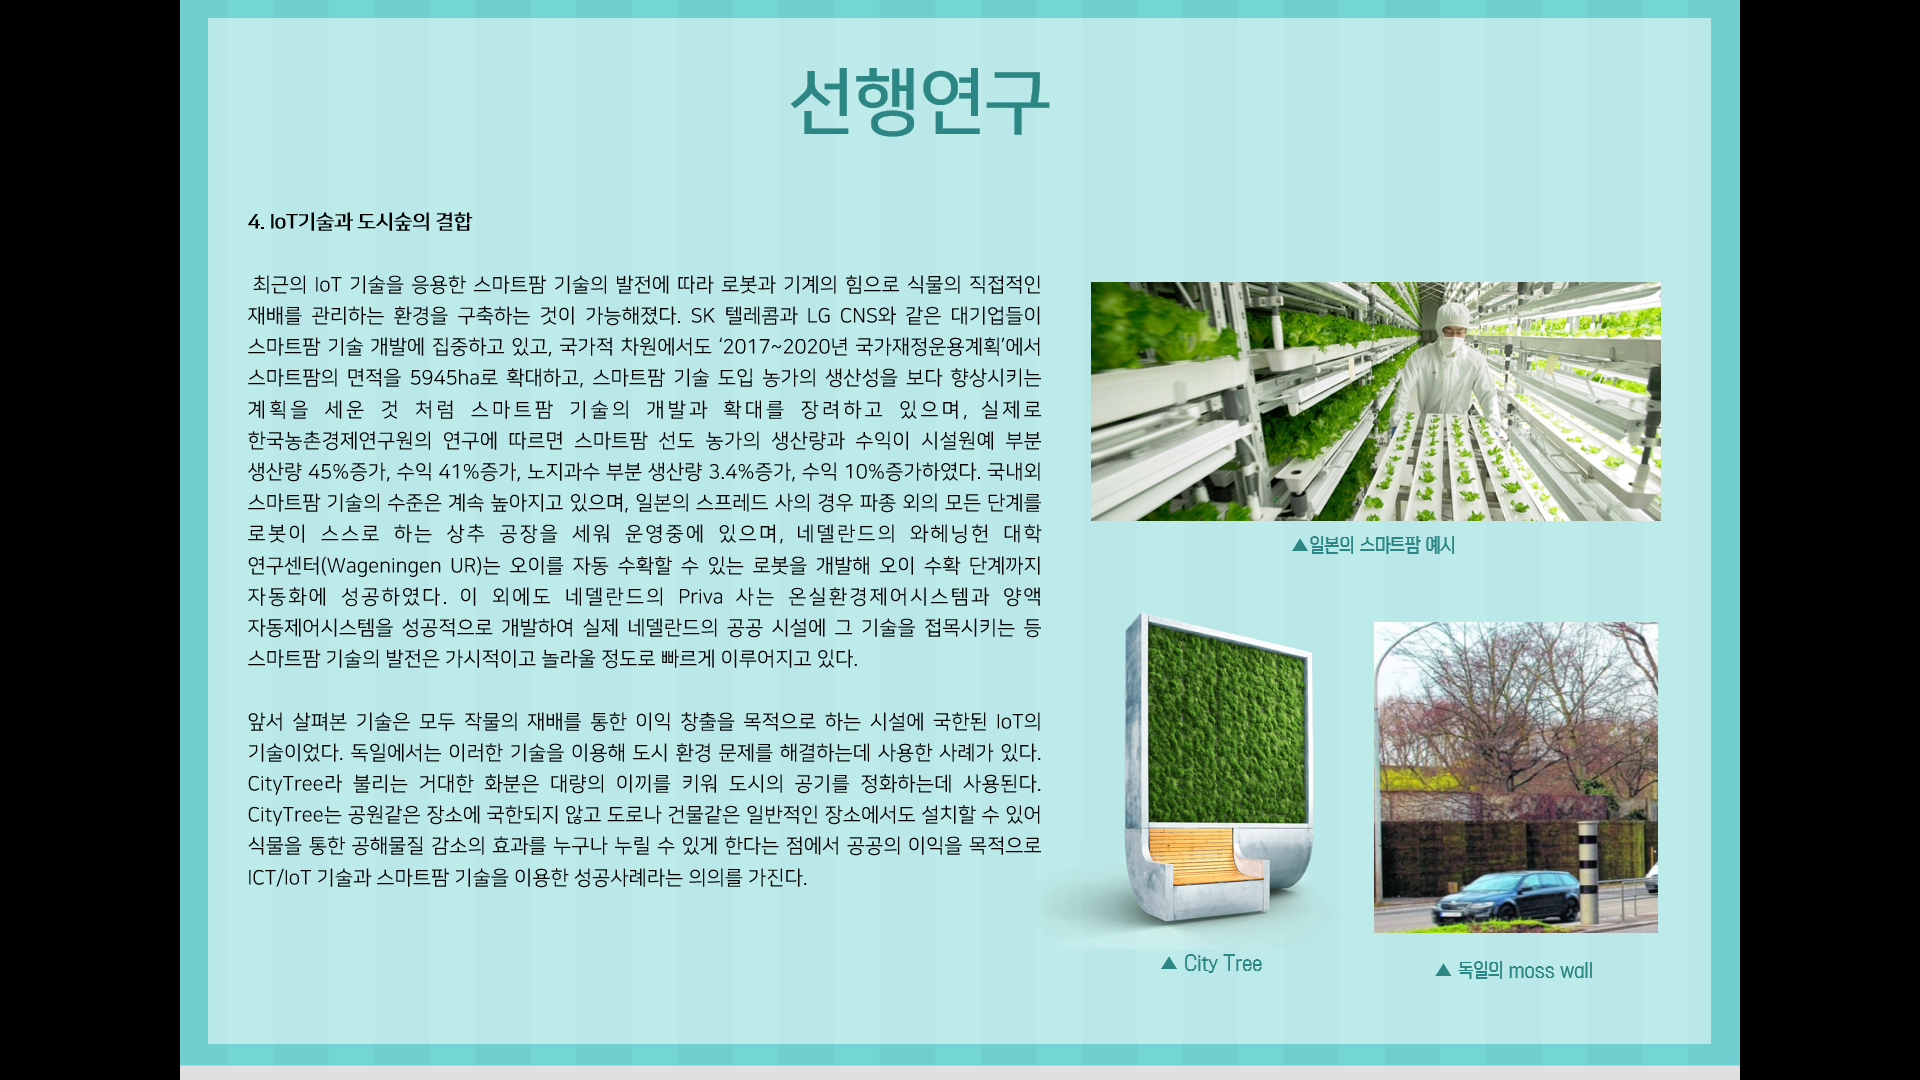 선행연구
4. IoT기술과 도시숲의 결합
최근의 IoT 기술을 응용한 스마트팜 기술의 발전에 따라 로봇과 기계의 힘으로 식물의 직접적인
재배를 관리하는 환경을 구축하는 것이 가능해졌다. SK 텔레콤과 LG CNS와 같은 대기업들이
스마트팜 기술 개발에 집중하고 있고, 국가적 차원에서도 ‘2017~2020년 국가재정운용계획’에서
스마트팜의 면적을 5945ha로 확대하고, 스마트팜 기술 도입 농가의 생산성을 보다 향상시키는
계획을 세운 것 처럼 스마트팜 기술의 개발과 확대를 장려하고 있으며, 실제로
한국농촌경제연구원의 연구에 따르면 스마트팜 선도 농가의 생산량과 수익이 시설원예 부분
생산량 45%증가, 수익 41%증가, 노지과수 부분 생산량 3.4%증가, 수익 10%증가하였다. 국내외
스마트팜 기술의 수준은 계속 높아지고 있으며, 일본의 스프레드 사의 경우 파종 외의 모든 단계를
로봇이 스스로 하는 상추 공장을 세워 운영중에 있으며, 네델란드의 와헤닝헌 대학
연구센터(Wageningen UR)는 오이를 자동 수확할 수 있는 로봇을 개발해 오이 수확 단계까지
자동화에 성공하였다. 이 외에도 네델란드의 Priva 사는 온실환경제어시스템과 양액
자동제어시스템을 성공적으로 개발하여 실제 네델란드의 공공 시설에 그 기술을 접목시키는 등
스마트팜 기술의 발전은 가시적이고 놀라울 정도로 빠르게 이루어지고 있다.
앞서 살펴본 기술은 모두 작물의 재배를 통한 이익 창출을 목적으로 하는 시설에 국한된 IoT의
기술이었다. 독일에서는 이러한 기술을 이용해 도시 환경 문제를 해결하는데 사용한 사례가 있다.
CityTree라 불리는 거대한 화분은 대량의 이끼를 키워 도시의 공기를 정화하는데 사용된다.
CityTree는 공원같은 장소에 국한되지 않고 도로나 건물같은 일반적인 장소에서도 설치할 수 있어
식물을 통한 공해물질 감소의 효과를 누구나 누릴 수 있게 한다는 점에서 공공의 이익을 목적으로
ICT/IoT 기술과 스마트팜 기술을 이용한 성공사례라는 의의를 가진다.
▲일본의 스마트팜 예시
▲ City Tree
▲ 독일의 moss wall